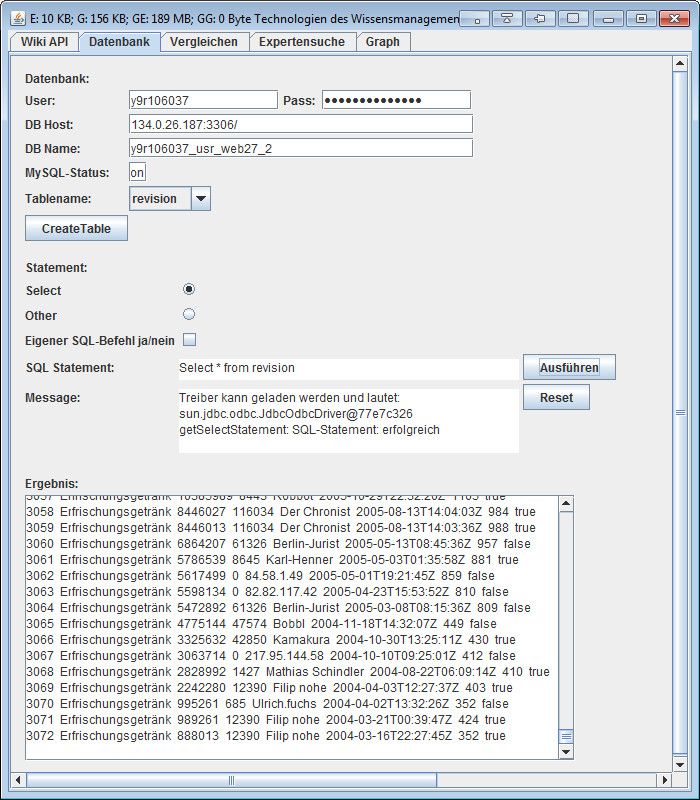 E: 10 KB; G: 156 KB; GE: 189 MB; GG: 0 Byte Technologien des Wissensmanagemen
Wiki API Datenbank Vergleichen Expertensuche Graph
Datenbank:
User: y9r106037 Pass: ••••••••••••••
DB Host: 134.0.26.187:3306/
DB Name: y9r106037_usr_web27_2
MySQL-Status: on
Tablename: revision
CreateTable
Statement:
Select
Other
Eigener SQL-Befehl ja/nein
SQL Statement: Select * from revision Ausführen
Message: Treiber kann geladen werden und lautet: Reset
sun.jdbc.odbc.JdbcOdbcDriver@77e7c326
getSelectStatement: SQL-Statement: erfolgreich
Ergebnis:
3057 Erfrischungsgetränk 10385989 8443 Robbot 2005-10-29T22:52:20Z 1105 true
3058 Erfrischungsgetränk 8446027 116034 Der Chronist 2005-08-13T14:04:03Z 984 true
3059 Erfrischungsgetränk 8446013 116034 Der Chronist 2005-08-13T14:03:36Z 988 true
3060 Erfrischungsgetränk 6864207 61326 Berlin-Jurist 2005-05-13T08:45:36Z 957 false
3061 Erfrischungsgetränk 5786539 8645 Karl-Henner 2005-05-03T01:35:58Z 881 true
3062 Erfrischungsgetränk 5617499 0 84.58.1.49 2005-05-01T19:21:45Z 859 false
3063 Erfrischungsgetränk 5598134 0 82.82.117.42 2005-04-23T15:53:52Z 810 false
3064 Erfrischungsgetränk 5472892 61326 Berlin-Jurist 2005-03-08T08:15:36Z 809 false
3065 Erfrischungsgetränk 4775144 47574 Bobbl 2004-11-18T14:32:07Z 449 false
3066 Erfrischungsgetränk 3325632 42850 Kamakura 2004-10-30T13:25:11Z 430 true
3067 Erfrischungsgetränk 3063714 0 217.95.144.58 2004-10-10T09:25:01Z 412 false
3068 Erfrischungsgetränk 2828992 1427 Mathias Schindler 2004-08-22T06:09:14Z 410 true
3069 Erfrischungsgetränk 2242280 12390 Filip nohe 2004-04-03T12:27:37Z 403 true
3070 Erfrischungsgetränk 995261 685 Ulrich.fuchs 2004-04-02T13:32:26Z 352 false
3071 Erfrischungsgetränk 989261 12390 Filip nohe 2004-03-21T00:39:47Z 424 true
3072 Erfrischungsgetränk 888013 12390 Filip nohe 2004-03-16T22:27:45Z 352 true